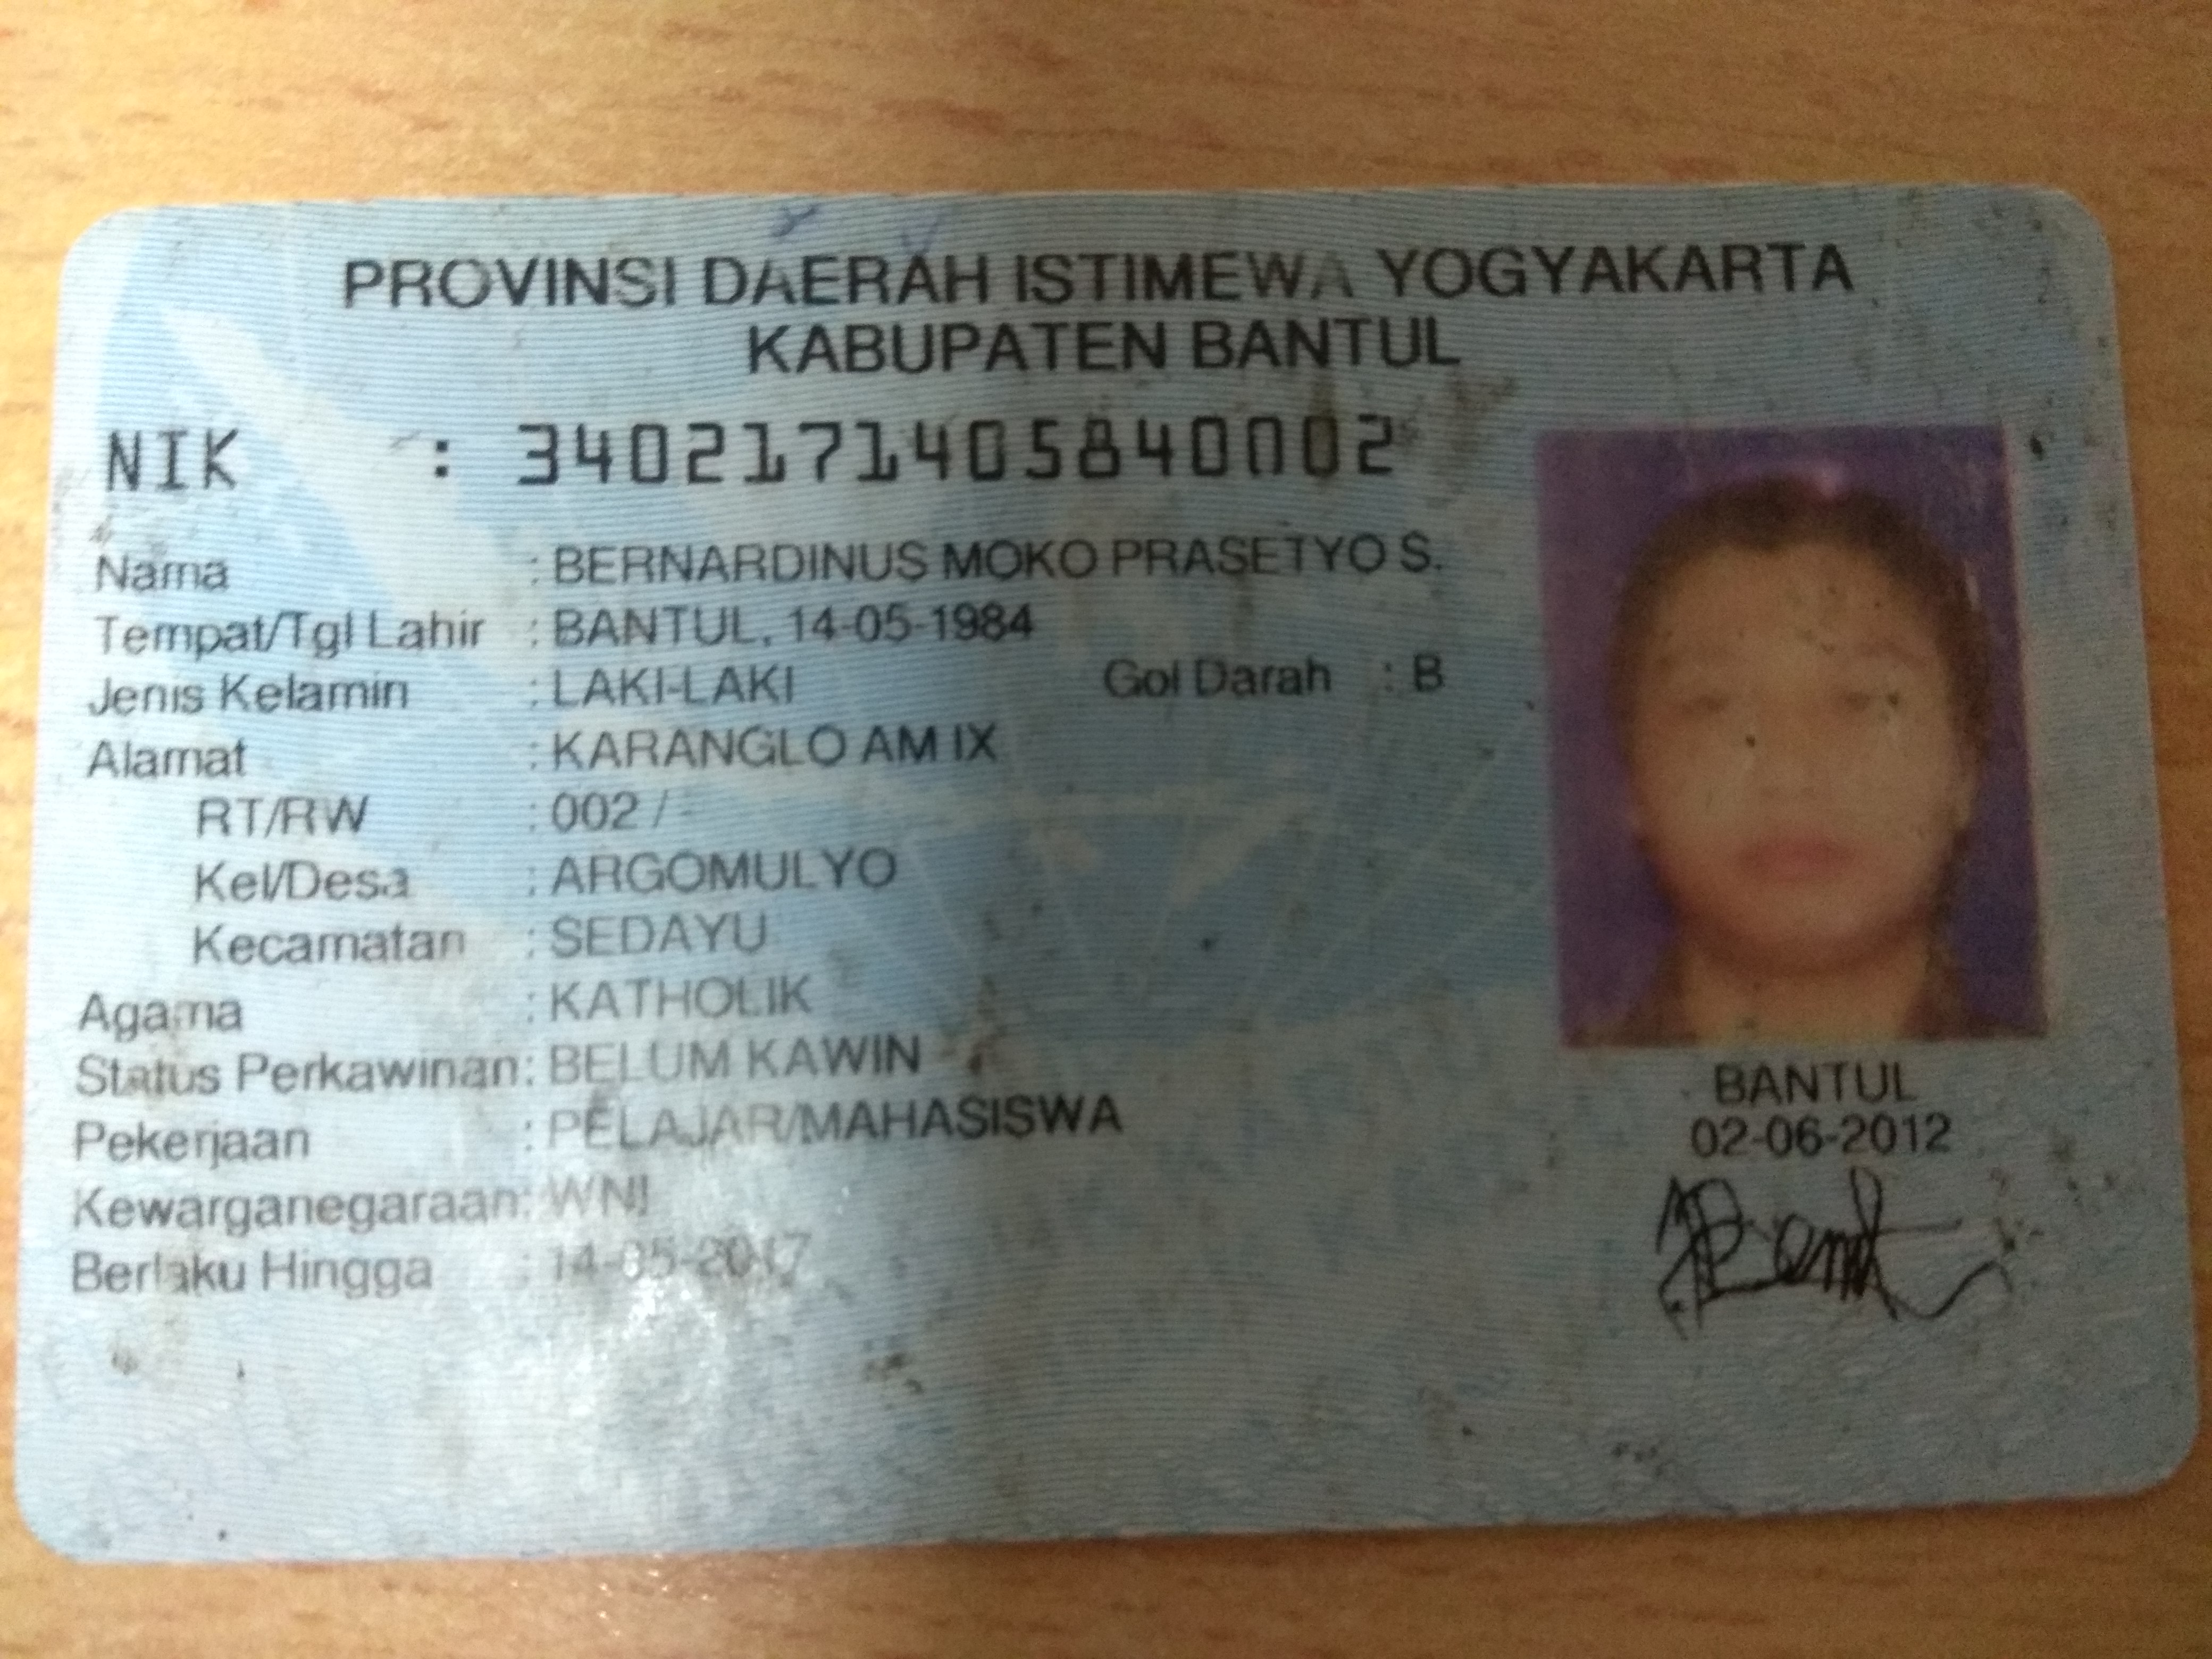 PROVINSI DAERAH ISTIMEWA YOGYAKARTA
KABUPATEN BANTUL
NIK : 3402171405840002
Nama : BERNARDINUS MOKO PRASETYO S.
Tempat/Tgl Lahir : BANTUL, 14-05-1984
Jenis Kelamin : LAKI-LAKI Gol Darah : B
Alamat : KARANGLO AM IX
RT/RW : 002 / -
Kel/Desa : ARGOMULYO
Kecamatan : SEDAYU
Agama : KATHOLIK
Status Perkawinan : BELUM KAWIN
Pekerjaan : PELAJAR/MAHASISWA
Kewarganegaraan : WNI
Berlaku Hingga : 14-05-2017
BANTUL
02-06-2012